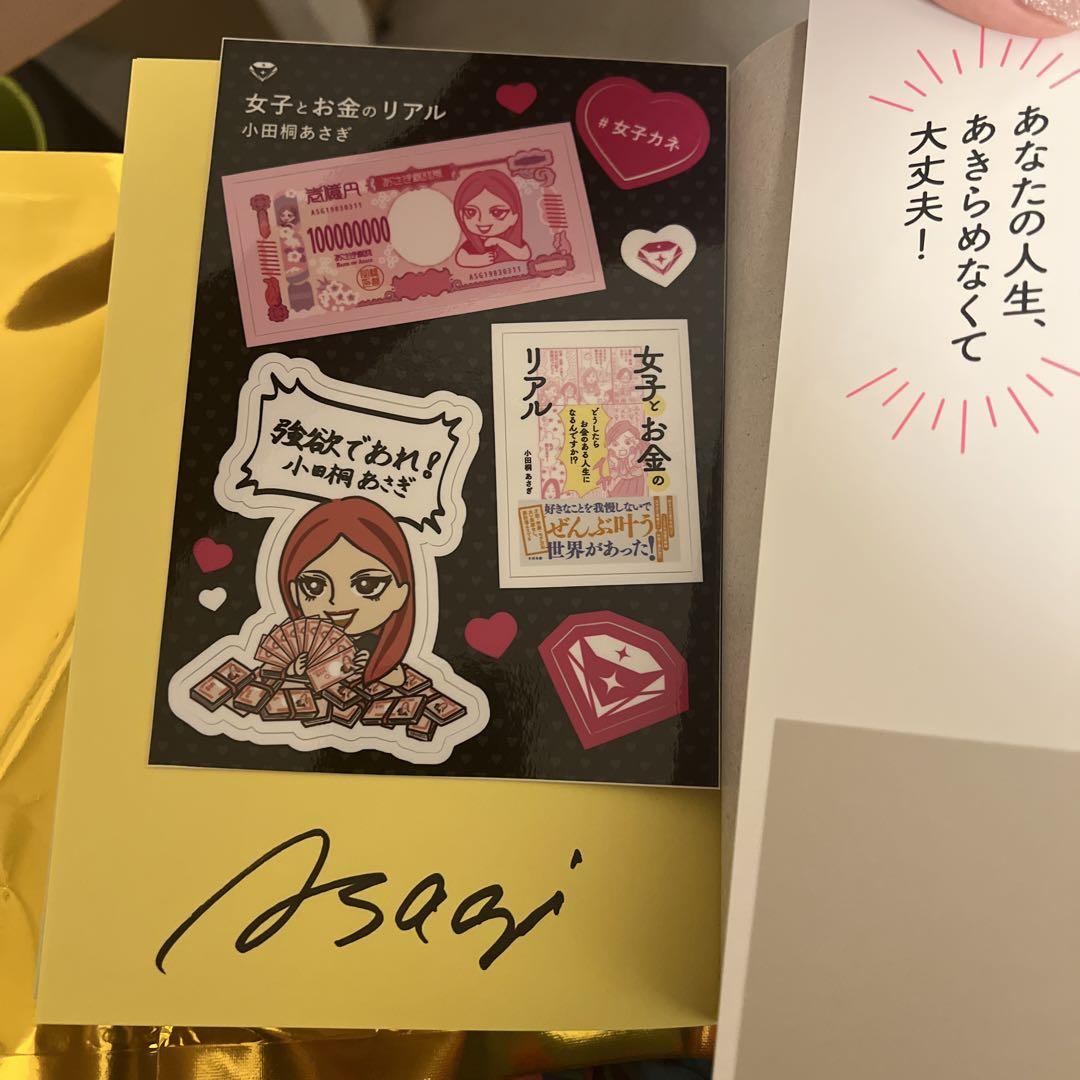 女子とお金のリアル
小田桐あさぎ
#女子カネ
壱億円
ASG19830311
100000000
BANK OF ASAGI
ASG19830311
強欲であれ!
小田桐あさぎ
女子とお金の
リアル
どうしたら
お金のある人生に
なるんですか!?
小田桐あさぎ
好きなことを我慢しないで
ぜんぶ叶う
世界があった!
Asagi
あなたの人生、
あきらめなくて
大丈夫!